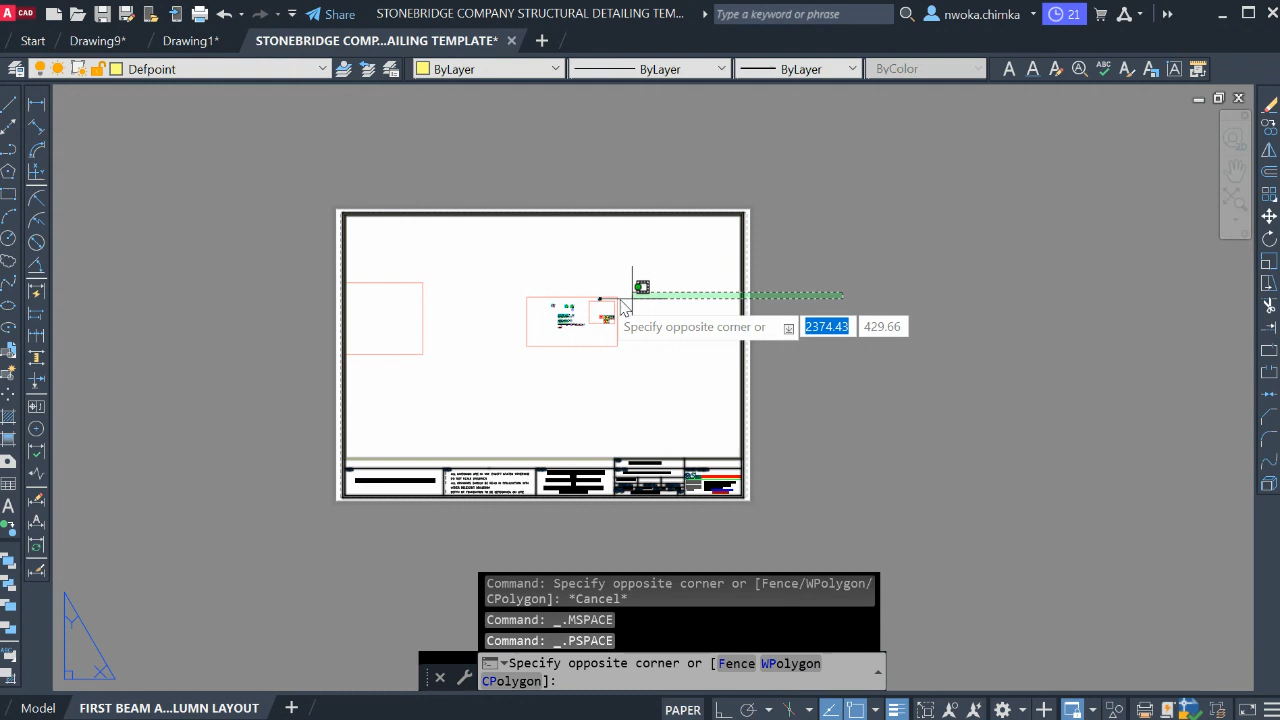 CAD
Share
STONEBRIDGE COMPANY STRUCTURAL DETAILING TEM...
Type a keyword or phrase
nwoka.chimka
21
Start
Drawing9*
Drawing1*
STONEBRIDGE COMP...AILING TEMPLATE*
Defpoint
ByLayer
ByLayer
ByLayer
ByColor
Specify opposite corner or
2374.43
429.66
Command: Specify opposite corner or [Fence/WPolygon/
CPolygon]: *Cancel*
Command: _.MSPACE
Command: _.PSPACE
Specify opposite corner or [Fence WPolygon
CPolygon]:
Y
X
Model
FIRST BEAM A...LUMN LAYOUT
PAPER